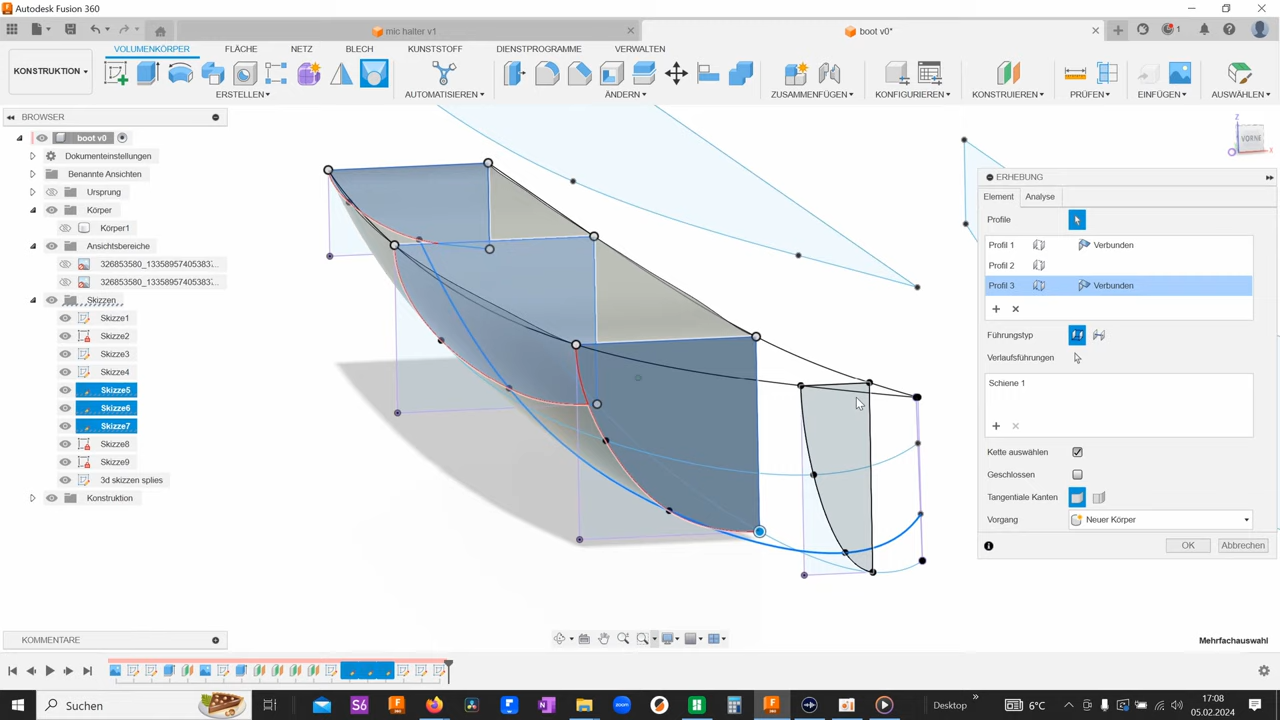 Autodesk Fusion 360
mic halter v1
boot v0*
1
VOLUMENKÖRPER FLÄCHE NETZ BLECH KUNSTSTOFF DIENSTPROGRAMME VERWALTEN
KONSTRUKTION
ERSTELLEN AUTOMATISIEREN ÄNDERN ZUSAMMENFÜGEN KONFIGURIEREN KONSTRUIEREN PRÜFEN EINFÜGEN AUSWÄHLEN
BROWSER
boot v0
Dokumenteinstellungen
Benannte Ansichten
Ursprung
Körper
Körper1
Ansichtsbereiche
326853580_13358957405383...
326853580_13358957405383...
Skizzen
Skizze1
Skizze2
Skizze3
Skizze4
Skizze5
Skizze6
Skizze7
Skizze8
Skizze9
3d skizzen splies
Konstruktion
Z
VORNE
X
ERHEBUNG
Element Analyse
Profile
Profil 1 Verbunden
Profil 2
Profil 3 Verbunden
Führungstyp
Verlaufsführungen
Schiene 1
Kette auswählen
Geschlossen
Tangentiale Kanten
Vorgang Neuer Körper
OK Abbrechen
KOMMENTARE
Mehrfachauswahl
Suchen
Desktop
6°C
17:08
05.02.2024